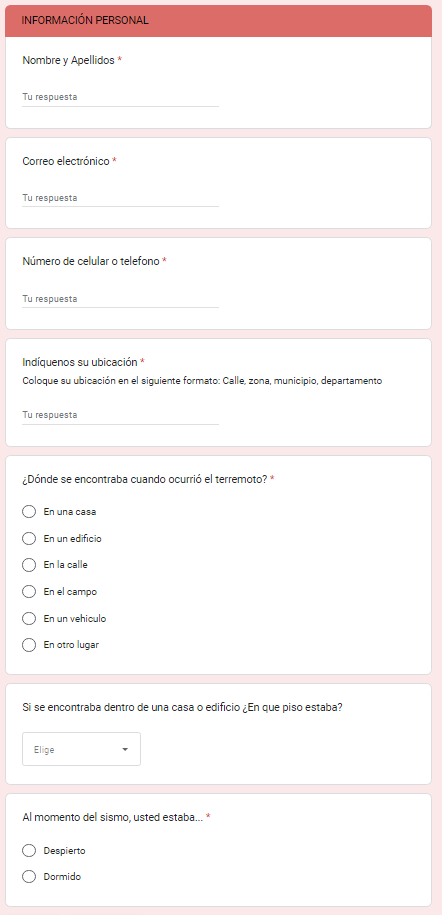 INFORMACIÓN PERSONAL
Nombre y Apellidos *
Tu respuesta
Correo electrónico *
Tu respuesta
Número de celular o telefono *
Tu respuesta
Indíquenos su ubicación *
Coloque su ubicación en el siguiente formato: Calle, zona, municipio, departamento
Tu respuesta
¿Dónde se encontraba cuando ocurrió el terremoto? *
En una casa
En un edificio
En la calle
En el campo
En un vehiculo
En otro lugar
Si se encontraba dentro de una casa o edificio ¿En que piso estaba?
Elige
Al momento del sismo, usted estaba... *
Despierto
Dormido